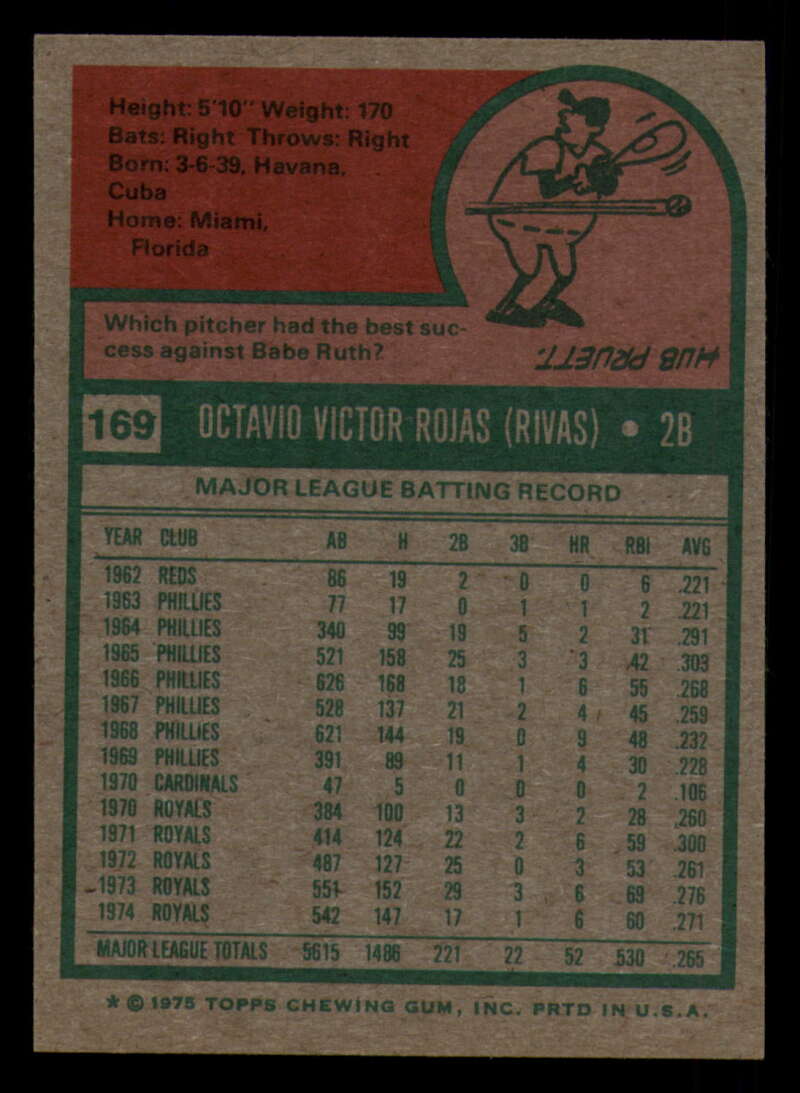 Height: 5'10" Weight: 170
Bats: Right Throws: Right
Born: 3-6-39, Havana,
Cuba
Home: Miami,
Florida
Which pitcher had the best suc-
cess against Babe Ruth?
HUB PRUETT.
169 OCTAVIO VICTOR ROJAS (RIVAS) • 2B
MAJOR LEAGUE BATTING RECORD
YEAR CLUB AB H 2B 3B HR RBI AVG
1962 REDS 86 19 2 0 0 6 .221
1963 PHILLIES 77 17 0 1 1 2 .221
1964 PHILLIES 340 99 19 5 2 31 .291
1965 PHILLIES 521 158 25 3 3 42 .303
1966 PHILLIES 626 168 18 1 6 55 .268
1967 PHILLIES 528 137 21 2 4 45 .259
1968 PHILLIES 621 144 19 0 9 48 .232
1969 PHILLIES 391 89 11 1 4 30 .228
1970 CARDINALS 47 5 0 0 0 2 .106
1970 ROYALS 384 100 13 3 2 28 .260
1971 ROYALS 414 124 22 2 6 59 .300
1972 ROYALS 487 127 25 0 3 53 .261
1973 ROYALS 551 152 29 3 6 69 .276
1974 ROYALS 542 147 17 1 6 60 .271
MAJOR LEAGUE TOTALS 5615 1486 221 22 52 530 .265
* © 1975 TOPPS CHEWING GUM, INC. PRTD IN U.S.A.